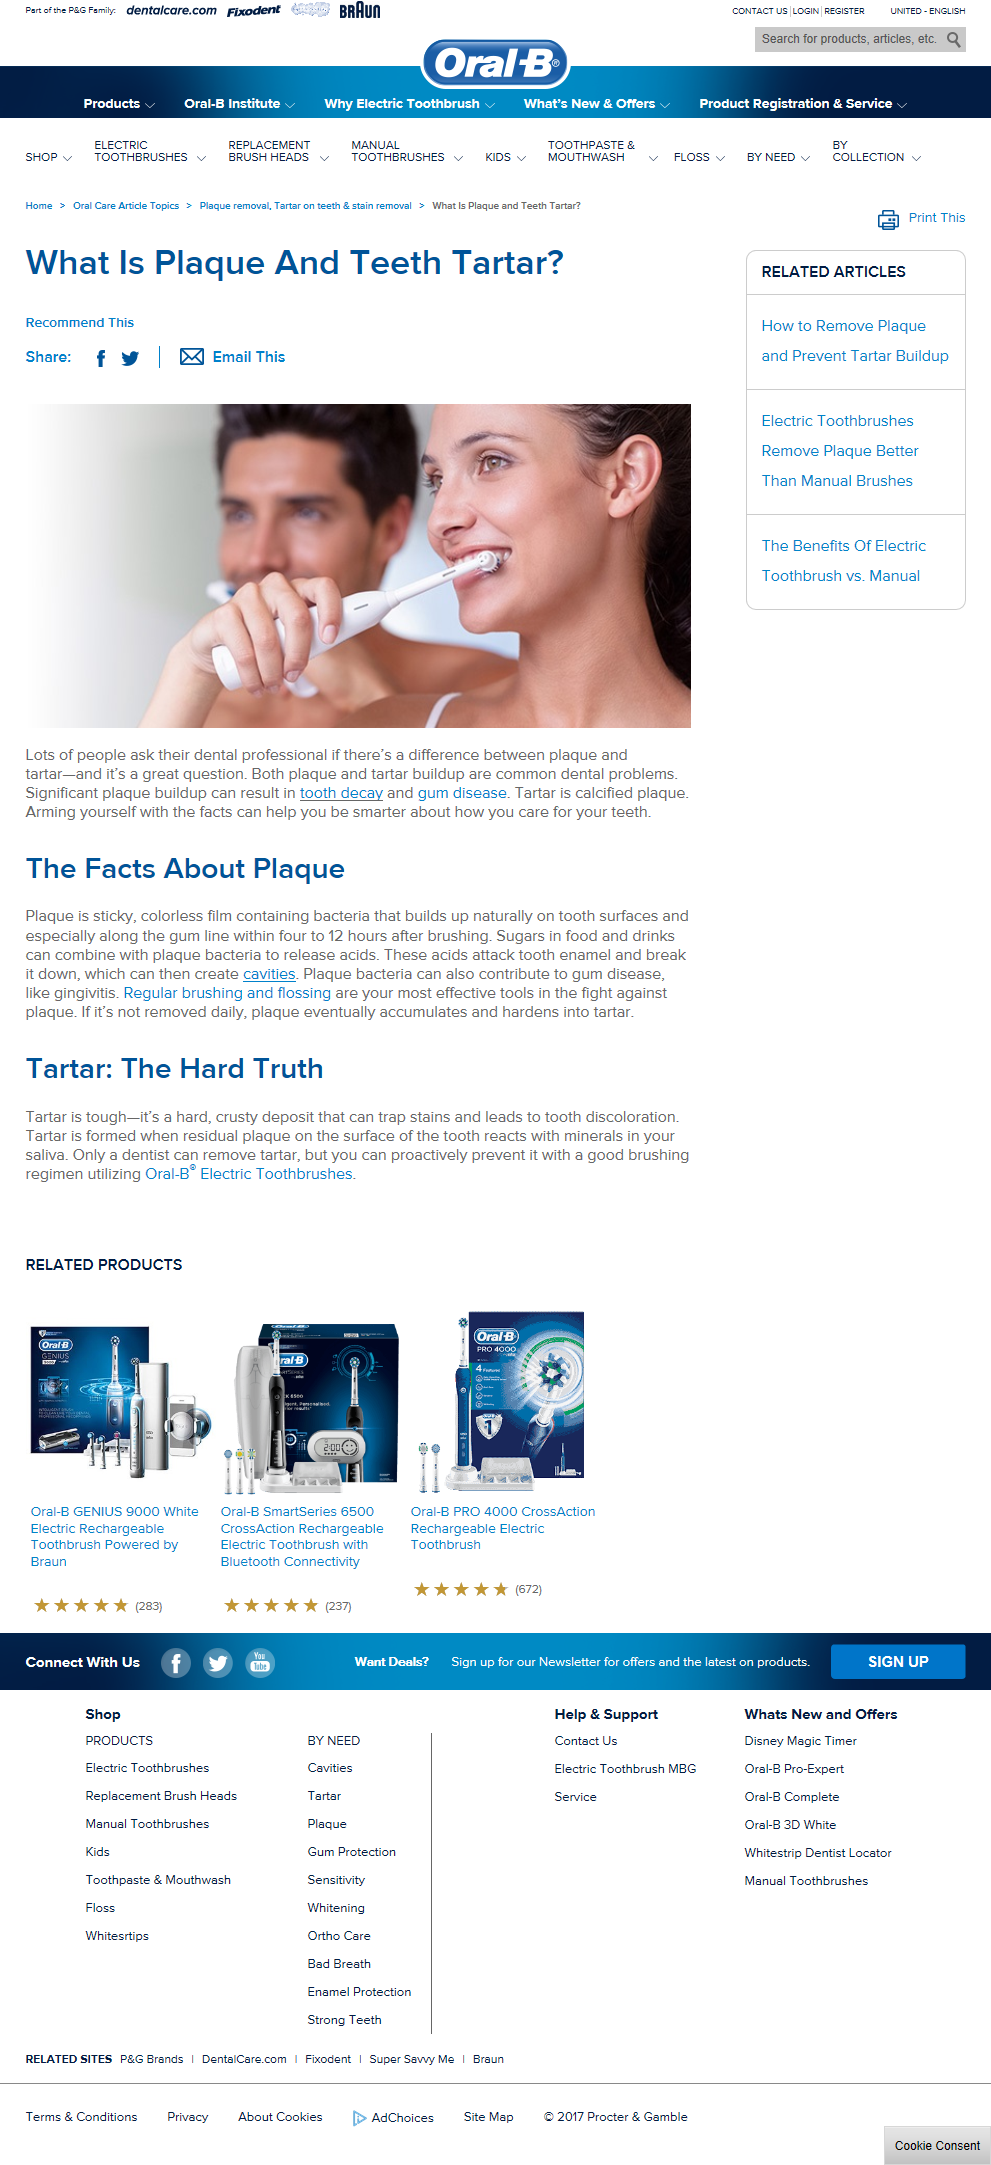 Part of the P&G Family: dentalcare.com Fixodent BRAUN
CONTACT US | LOGIN | REGISTER UNITED - ENGLISH
Search for products, articles, etc.
Oral-B®
Products Oral-B Institute Why Electric Toothbrush What's New & Offers Product Registration & Service
SHOP ELECTRIC TOOTHBRUSHES REPLACEMENT BRUSH HEADS MANUAL TOOTHBRUSHES KIDS TOOTHPASTE & MOUTHWASH FLOSS BY NEED BY COLLECTION
Home > Oral Care Article Topics > Plaque removal, Tartar on teeth & stain removal > What Is Plaque and Teeth Tartar?
Print This
What Is Plaque And Teeth Tartar?
Recommend This
Share: Email This
RELATED ARTICLES
How to Remove Plaque
and Prevent Tartar Buildup
Electric Toothbrushes
Remove Plaque Better
Than Manual Brushes
The Benefits Of Electric
Toothbrush vs. Manual
Lots of people ask their dental professional if there's a difference between plaque and
tartar—and it's a great question. Both plaque and tartar buildup are common dental problems.
Significant plaque buildup can result in tooth decay and gum disease. Tartar is calcified plaque.
Arming yourself with the facts can help you be smarter about how you care for your teeth.
The Facts About Plaque
Plaque is sticky, colorless film containing bacteria that builds up naturally on tooth surfaces and
especially along the gum line within four to 12 hours after brushing. Sugars in food and drinks
can combine with plaque bacteria to release acids. These acids attack tooth enamel and break
it down, which can then create cavities. Plaque bacteria can also contribute to gum disease,
like gingivitis. Regular brushing and flossing are your most effective tools in the fight against
plaque. If it's not removed daily, plaque eventually accumulates and hardens into tartar.
Tartar: The Hard Truth
Tartar is tough—it's a hard, crusty deposit that can trap stains and leads to tooth discoloration.
Tartar is formed when residual plaque on the surface of the tooth reacts with minerals in your
saliva. Only a dentist can remove tartar, but you can proactively prevent it with a good brushing
regimen utilizing Oral-B® Electric Toothbrushes.
RELATED PRODUCTS
Oral-B
GENIUS
Oral-B
PRO 4000
4 Features
1
2:00
Oral-B GENIUS 9000 White
Electric Rechargeable
Toothbrush Powered by
Braun
(283)
Oral-B SmartSeries 6500
CrossAction Rechargeable
Electric Toothbrush with
Bluetooth Connectivity
(237)
Oral-B PRO 4000 CrossAction
Rechargeable Electric
Toothbrush
(672)
Connect With Us f You Tube Want Deals? Sign up for our Newsletter for offers and the latest on products. SIGN UP
Shop
PRODUCTS
Electric Toothbrushes
Replacement Brush Heads
Manual Toothbrushes
Kids
Toothpaste & Mouthwash
Floss
Whitesrtips
BY NEED
Cavities
Tartar
Plaque
Gum Protection
Sensitivity
Whitening
Ortho Care
Bad Breath
Enamel Protection
Strong Teeth
Help & Support
Contact Us
Electric Toothbrush MBG
Service
Whats New and Offers
Disney Magic Timer
Oral-B Pro-Expert
Oral-B Complete
Oral-B 3D White
Whitestrip Dentist Locator
Manual Toothbrushes
RELATED SITES P&G Brands | DentalCare.com | Fixodent | Super Savvy Me | Braun
Terms & Conditions Privacy About Cookies AdChoices Site Map © 2017 Procter & Gamble
Cookie Consent